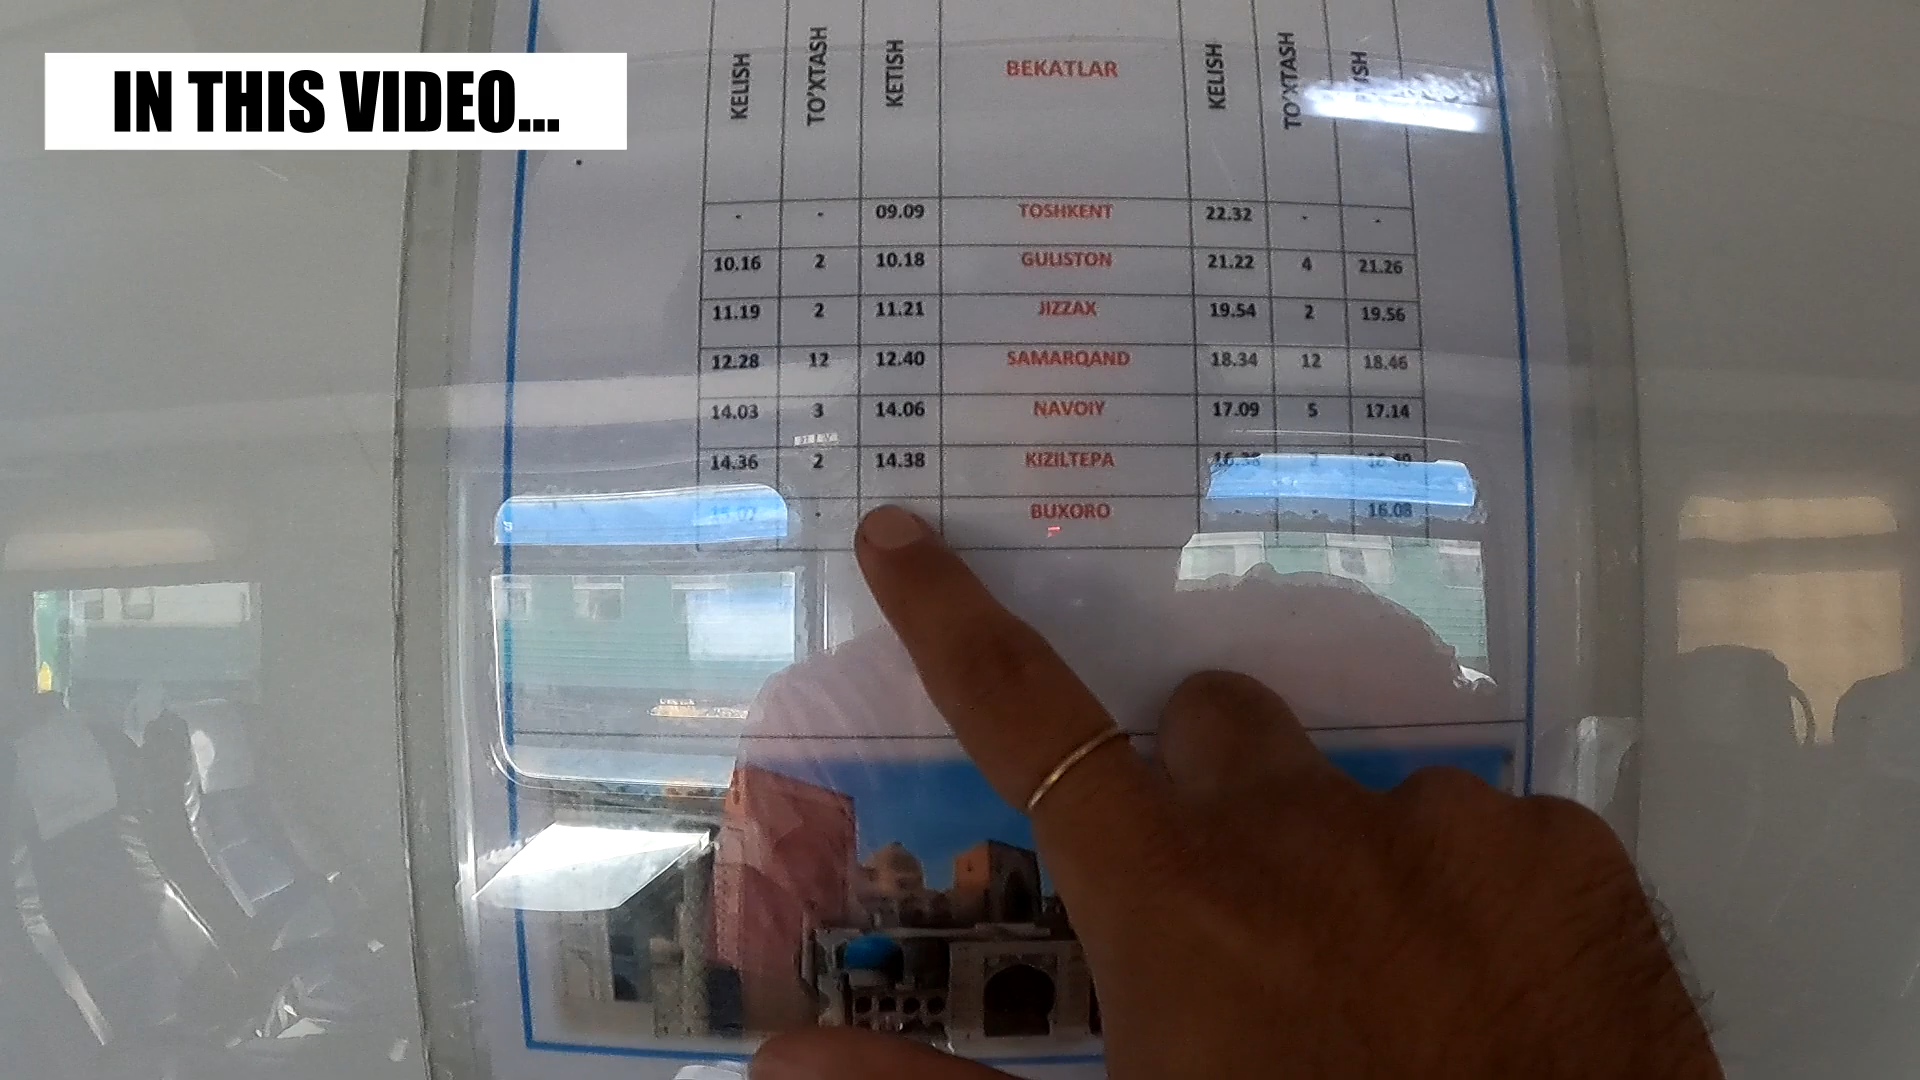 IN THIS VIDEO...
KELISH TO'XTASH KETISH BEKATLAR KELISH TO'XTASH
- - 09.09 TOSHKENT 22.32 - -
10.16 2 10.18 GULISTON 21.22 4 21.26
11.19 2 11.21 JIZZAX 19.54 2 19.56
12.28 12 12.40 SAMARQAND 18.34 12 18.46
14.03 3 14.06 NAVOIY 17.09 5 17.14
14.36 2 14.38 KIZILTEPA
- BUXORO - - 16.08